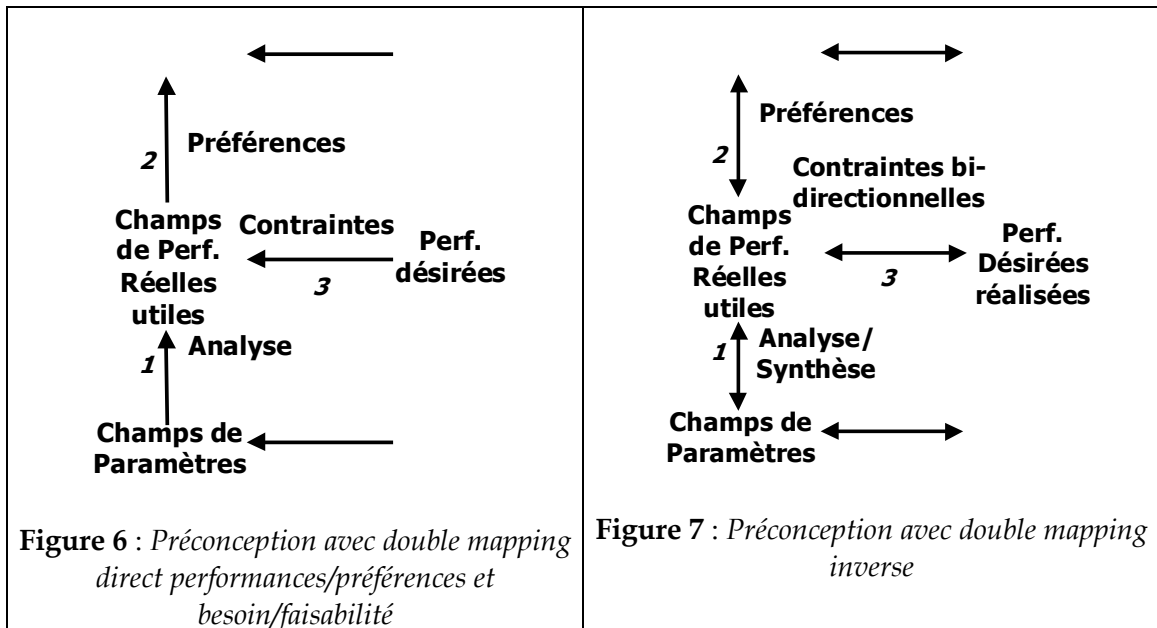 Préférences
2
Champs
de Perf.
Réelles
utiles
Contraintes
3
Perf.
désirées
1
Analyse
Champs de
Paramètres
Figure 6 : Préconception avec double mapping
direct performances/préférences et
besoin/faisabilité
Préférences
2
Contraintes bi-
directionnelles
Champs
de Perf.
Réelles
utiles
3
Perf.
Désirées
réalisées
1
Analyse/
Synthèse
Champs de
Paramètres
Figure 7 : Préconception avec double mapping
inverse